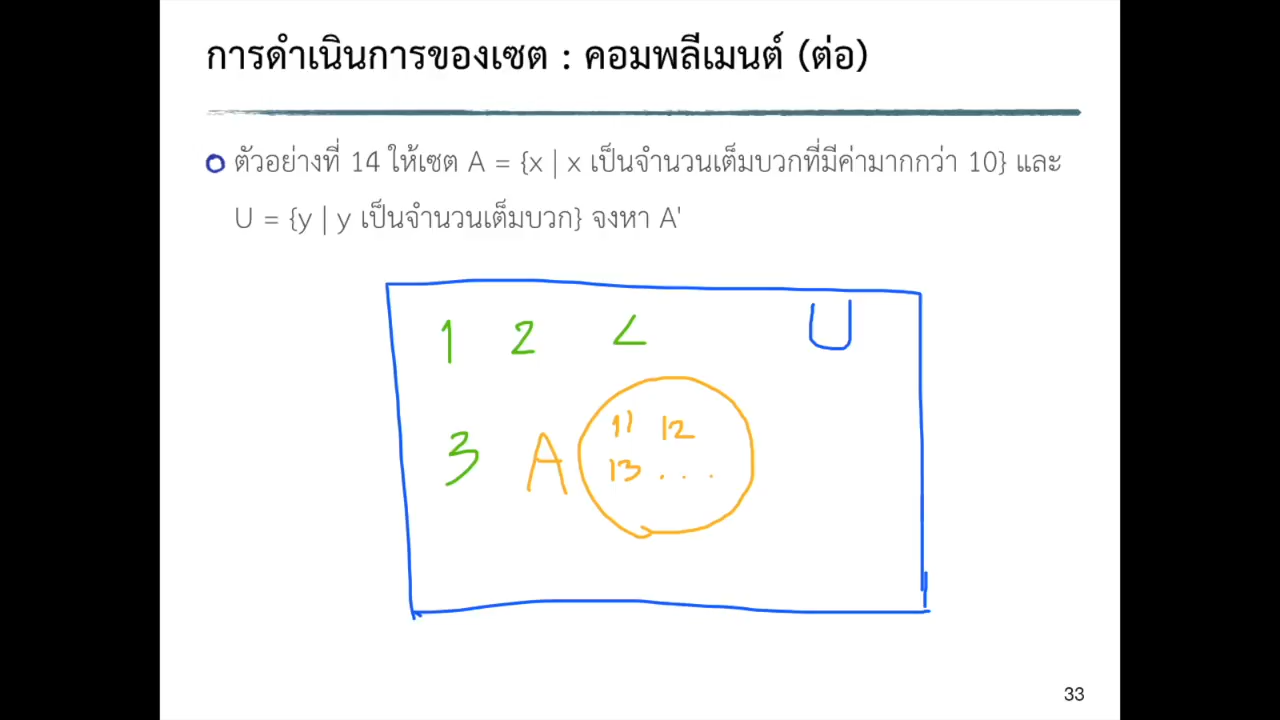 การดำเนินการของเซต : คอมพลีเมนต์ (ต่อ)
ตัวอย่างที่ 14 ให้เซต A = {x | x เป็นจำนวนเต็มบวกที่มีค่ามากกว่า 10} และ
U = {y | y เป็นจำนวนเต็มบวก} จงหา A'
1 2 U
11 12
3 A 13 . . .
33